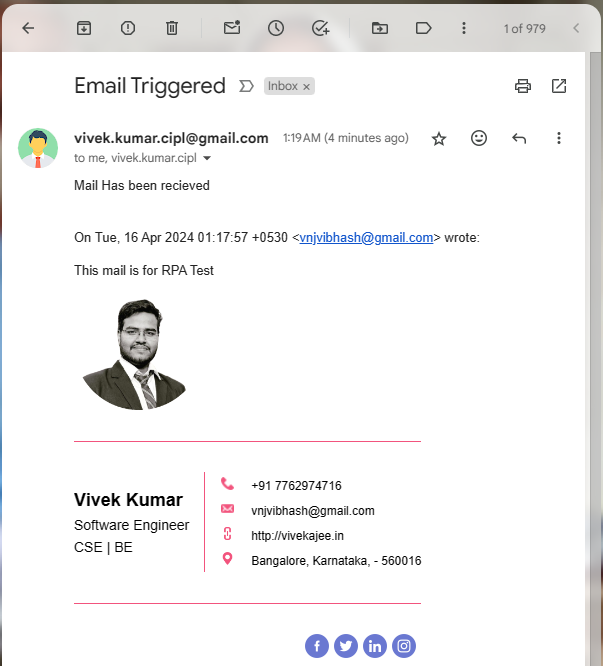 1 of 979
Email Triggered
Inbox ×
vivek.kumar.cipl@gmail.com 1:19 AM (4 minutes ago)
to me, vivek.kumar.cipl
Mail Has been recieved
On Tue, 16 Apr 2024 01:17:57 +0530 <vnjvibhash@gmail.com> wrote:
This mail is for RPA Test
Vivek Kumar
Software Engineer
CSE | BE
+91 7762974716
vnjvibhash@gmail.com
http://vivekajee.in
Bangalore, Karnataka, - 560016